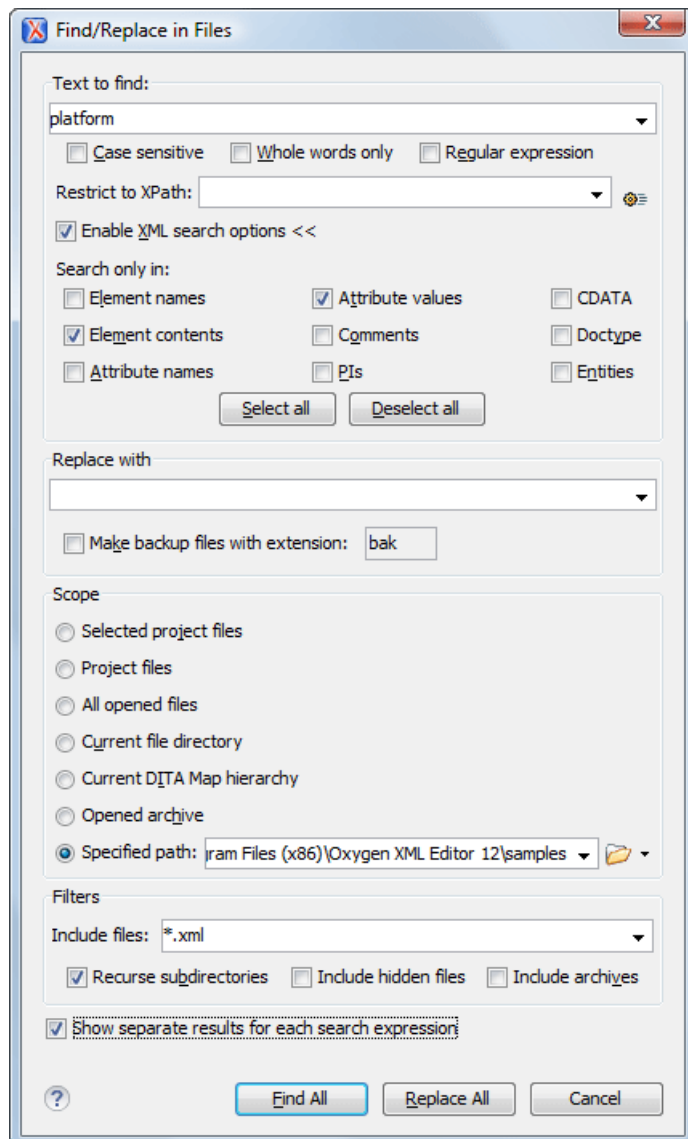 Find/Replace in Files
Text to find:
platform
Case sensitive Whole words only Regular expression
Restrict to XPath:
Enable XML search options <<
Search only in:
Element names Attribute values CDATA
Element contents Comments Doctype
Attribute names PIs Entities
Select all Deselect all
Replace with
Make backup files with extension: bak
Scope
Selected project files
Project files
All opened files
Current file directory
Current DITA Map hierarchy
Opened archive
Specified path: ram Files (x86)\Oxygen XML Editor 12\samples
Filters
Include files: *.xml
Recurse subdirectories Include hidden files Include archives
Show separate results for each search expression
? Find All Replace All Cancel